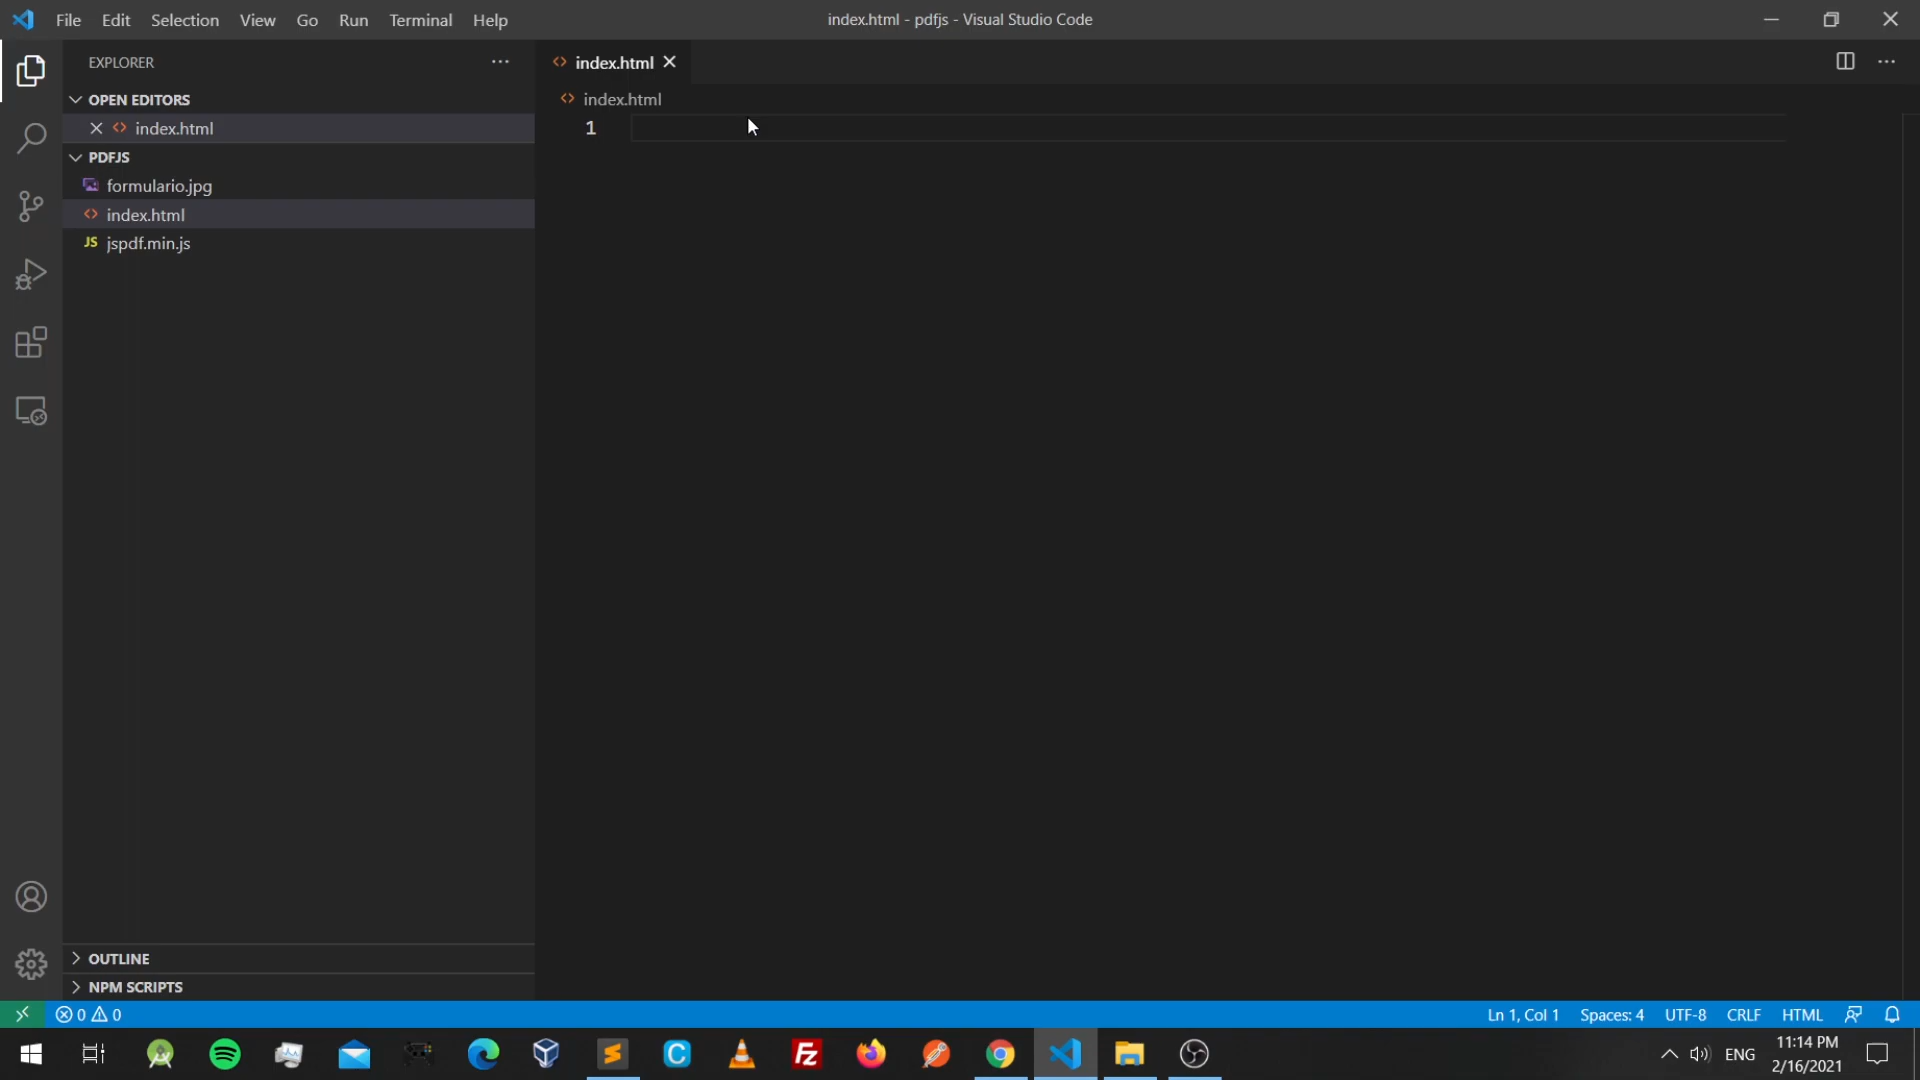 File Edit Selection View Go Run Terminal Help
index.html - pdfjs - Visual Studio Code
EXPLORER
index.html
OPEN EDITORS
index.html
index.html
1
PDFJS
formulario.jpg
index.html
JS jspdf.min.js
OUTLINE
NPM SCRIPTS
0 0
Ln 1, Col 1 Spaces: 4 UTF-8 CRLF HTML
ENG
11:14 PM
2/16/2021